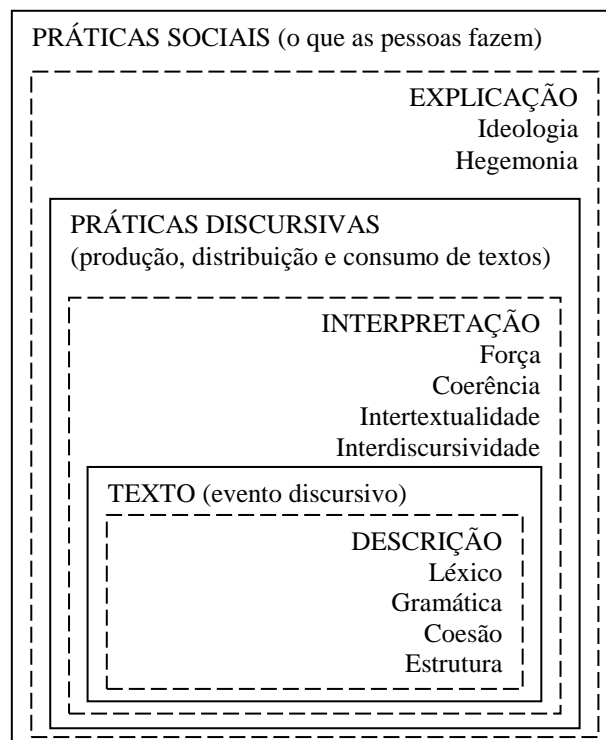 PRÁTICAS SOCIAIS (o que as pessoas fazem)
EXPLICAÇÃO
Ideologia
Hegemonia
PRÁTICAS DISCURSIVAS
(produção, distribuição e consumo de textos)
INTERPRETAÇÃO
Força
Coerência
Intertextualidade
Interdiscursividade
TEXTO (evento discursivo)
DESCRIÇÃO
Léxico
Gramática
Coesão
Estrutura